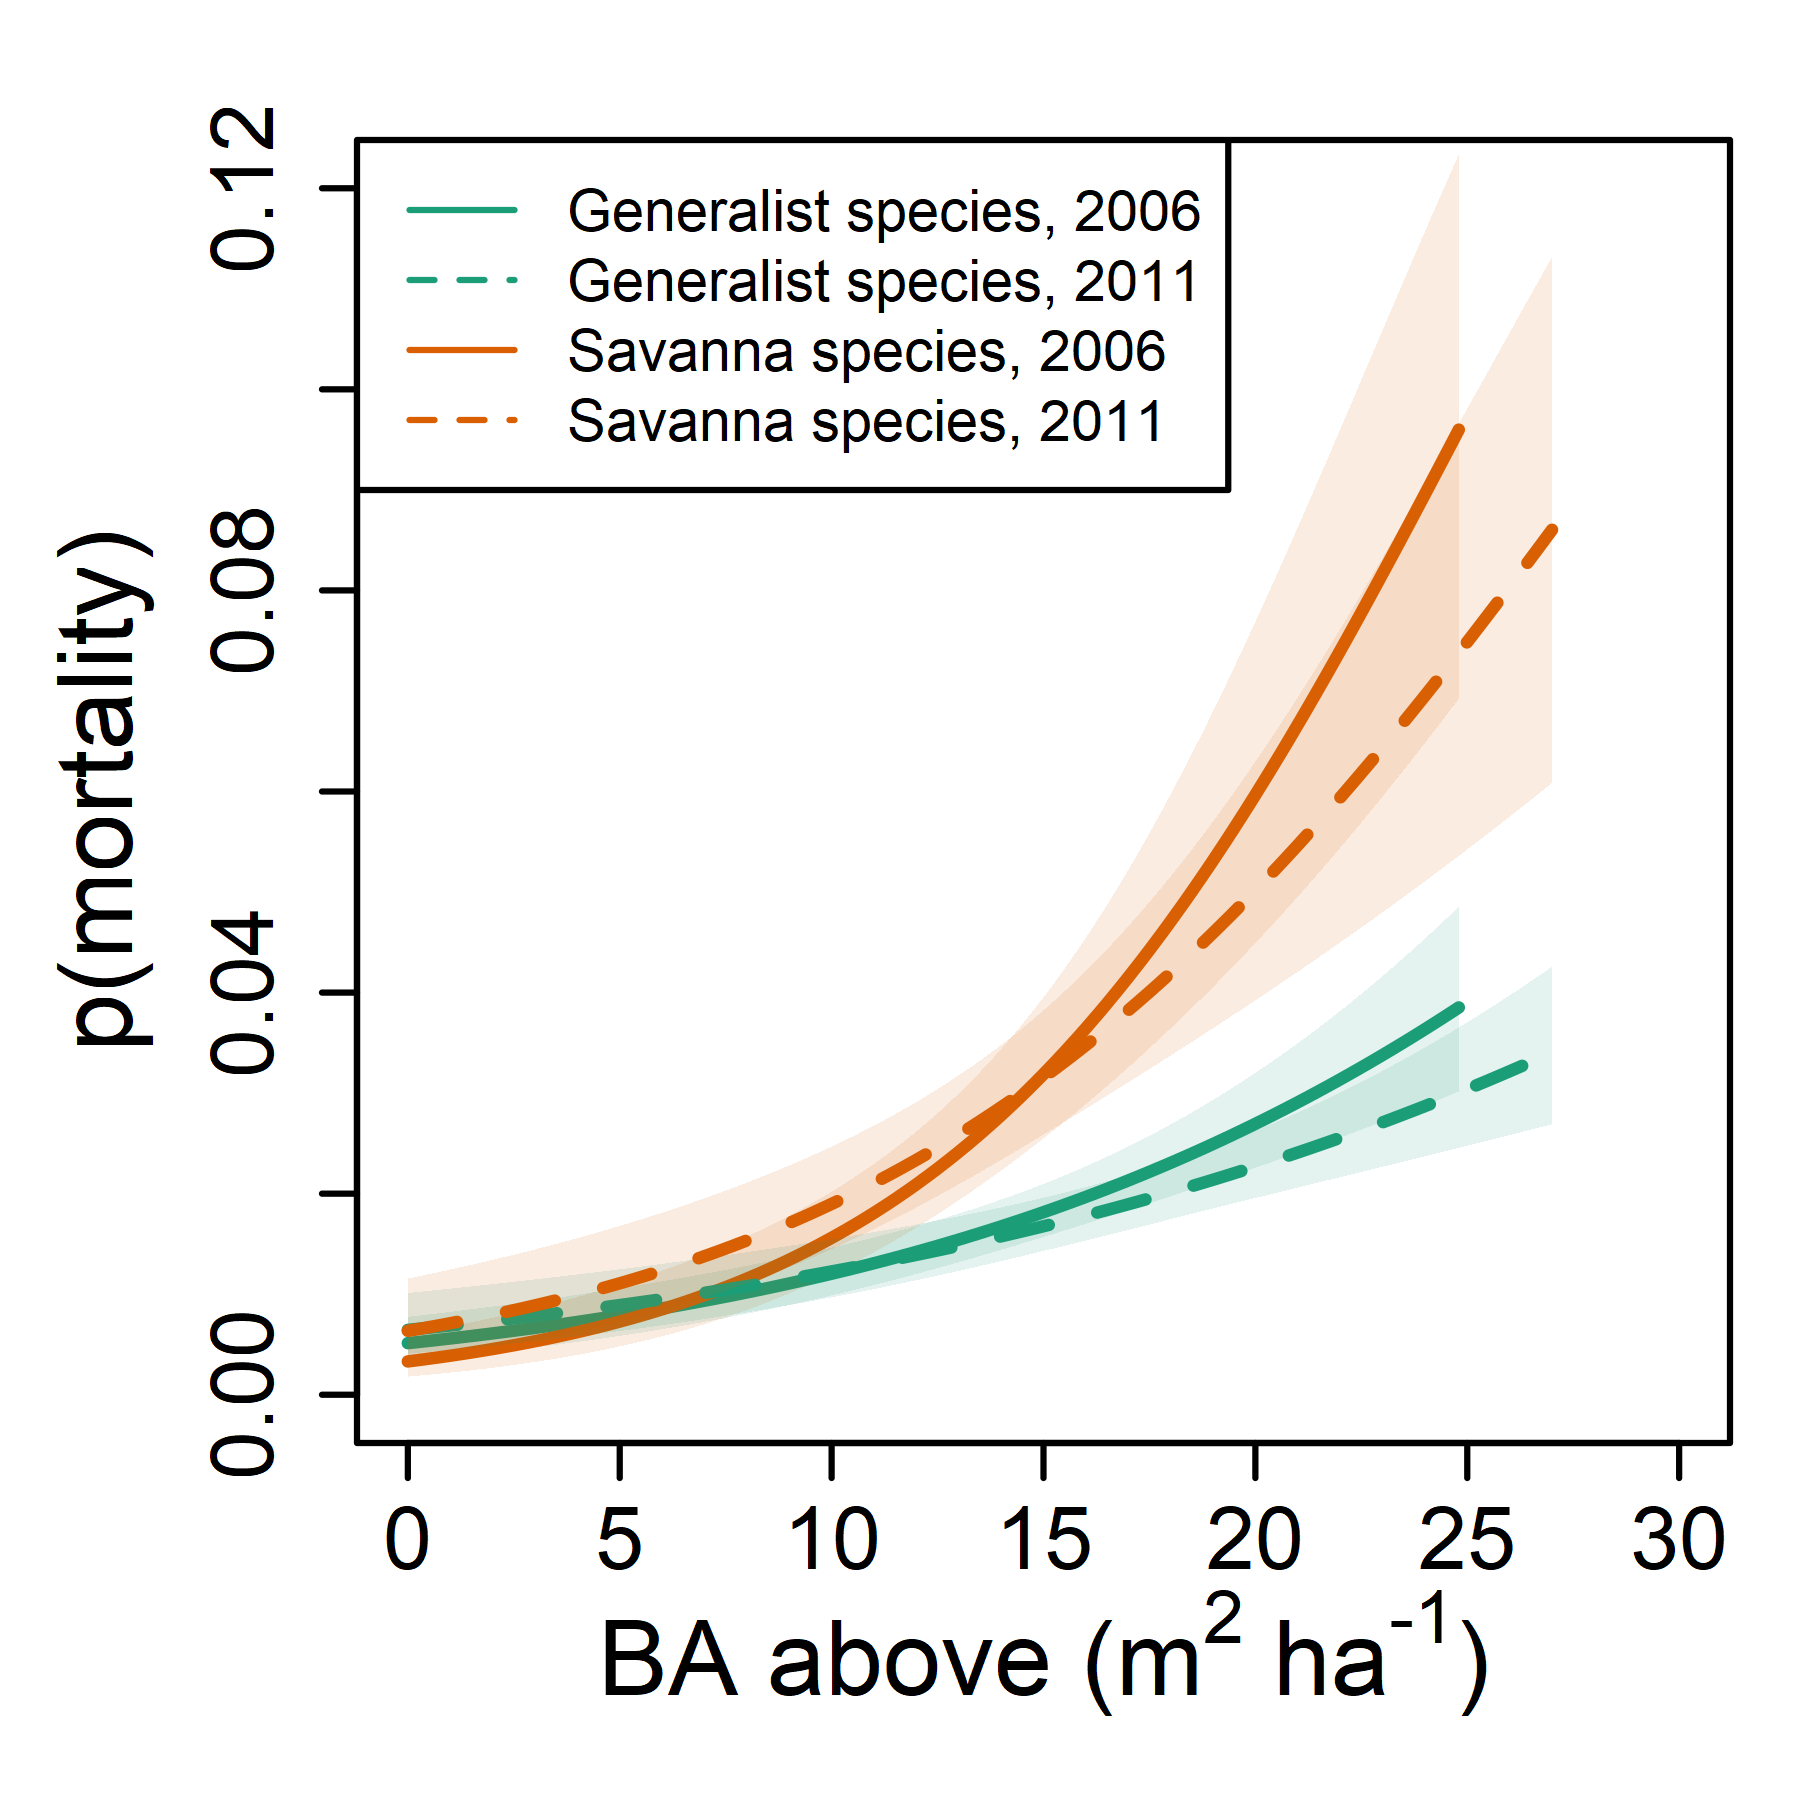 Generalist species, 2006
Generalist species, 2011
Savanna species, 2006
Savanna species, 2011
p(mortality)
0.12
0.08
0.04
0.00
0 5 10 15 20 25 30
BA above (m² ha⁻¹)